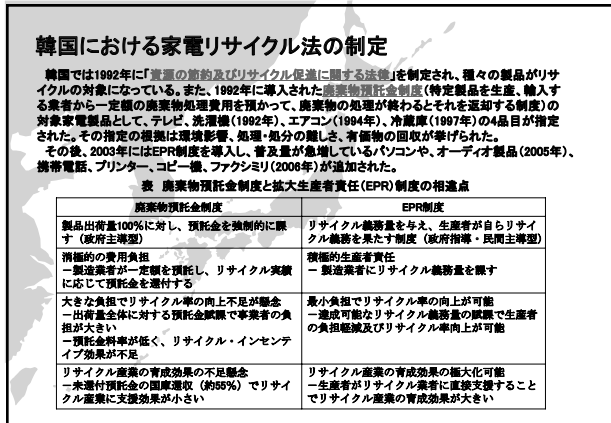 韓国における家電リサイクル法の制定
韓国では1992年に「資源の節約及びリサイクル促進に関する法律」を制定され、種々の製品がリサ
イクルの対象になっている。また、1992年に導入された廃棄物預託金制度(特定製品を生産、輸入す
る業者から一定額の廃棄物処理費用を預かって、廃棄物の処理が終わるとそれを返却する制度)の
対象家電製品として、テレビ、洗濯機(1992年)、エアコン(1994年)、冷蔵庫(1997年)の4品目が指定
された。その指定の根拠は環境影響、処理・処分の難しさ、有価物の回収が挙げられた。
その後、2003年にはEPR制度を導入し、普及量が急増しているパソコンや、オーディオ製品(2005年)、
携帯電話、プリンター、コピー機、ファクシミリ(2006年)が追加された。
表 廃棄物預託金制度と拡大生産者責任(EPR)制度の相違点
廃棄物預託金制度
EPR制度
製品出荷量100%に対し、預託金を強制的に課
す(政府主導型)
リサイクル義務量を与え、生産者が自らリサイ
クル義務を果たす制度(政府指導・民間主導型)
消極的の費用負担
-製造業者が一定額を預託し、リサイクル実績
に応じて預託金を還付する
積極的生産者責任
- 製造業者にリサイクル義務量を課す
大きな負担でリサイクル率の向上不足が懸念
-出荷量全体に対する預託金賦課で事業者の負
担が大きい
-預託金料率が低く、リサイクル・インセンテ
ィブ効果が不足
最小負担でリサイクル率の向上が可能
-達成可能なリサイクル義務量の賦課で生産者
の負担軽減及びリサイクル率向上が可能
リサイクル産業の育成効果の不足懸念
-未還付預託金の国庫還収(約55%)でリサイ
クル産業に支援効果が小さい
リサイクル産業の育成効果の極大化可能
-生産者がリサイクル業者に直接支援すること
でリサイクル産業の育成効果が大きい